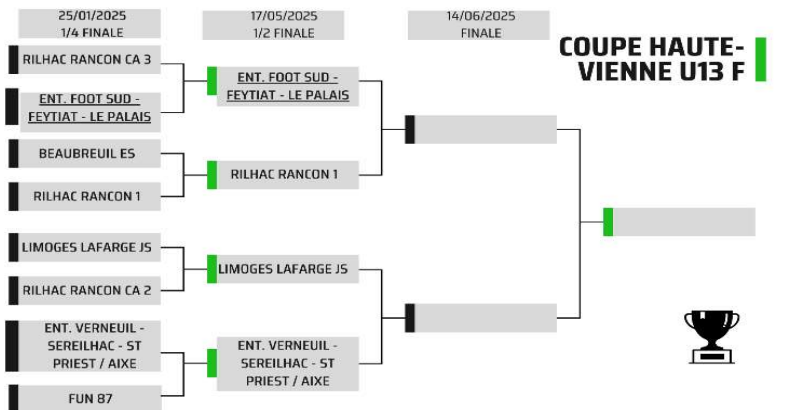 25/01/2025
1/4 FINALE
17/05/2025
1/2 FINALE
14/06/2025
FINALE
COUPE HAUTE-
VIENNE U13 F
RILHAC RANCON CA 3
ENT. FOOT SUD -
FEYTIAT - LE PALAIS
BEAUBREUIL ES
RILHAC RANCON 1
LIMOGES LAFARGE JS
RILHAC RANCON CA 2
ENT. VERNEUIL -
SEREILHAC - ST
PRIEST / AIXE
FUN 87
ENT. FOOT SUD -
FEYTIAT - LE PALAIS
RILHAC RANCON 1
LIMOGES LAFARGE JS
ENT. VERNEUIL -
SEREILHAC - ST
PRIEST / AIXE